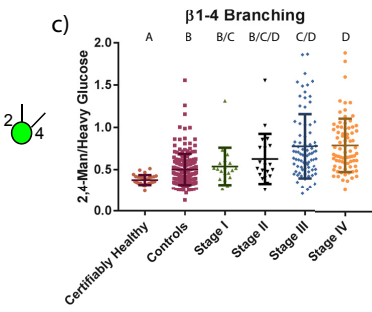 c)
β1-4 Branching
A B B/C B/C/D C/D D
2 4
2,4-Man/Heavy Glucose
2.0
1.5
1.0
0.5
0.0
Certifiably Healthy
Controls
Stage I
Stage II
Stage III
Stage IV